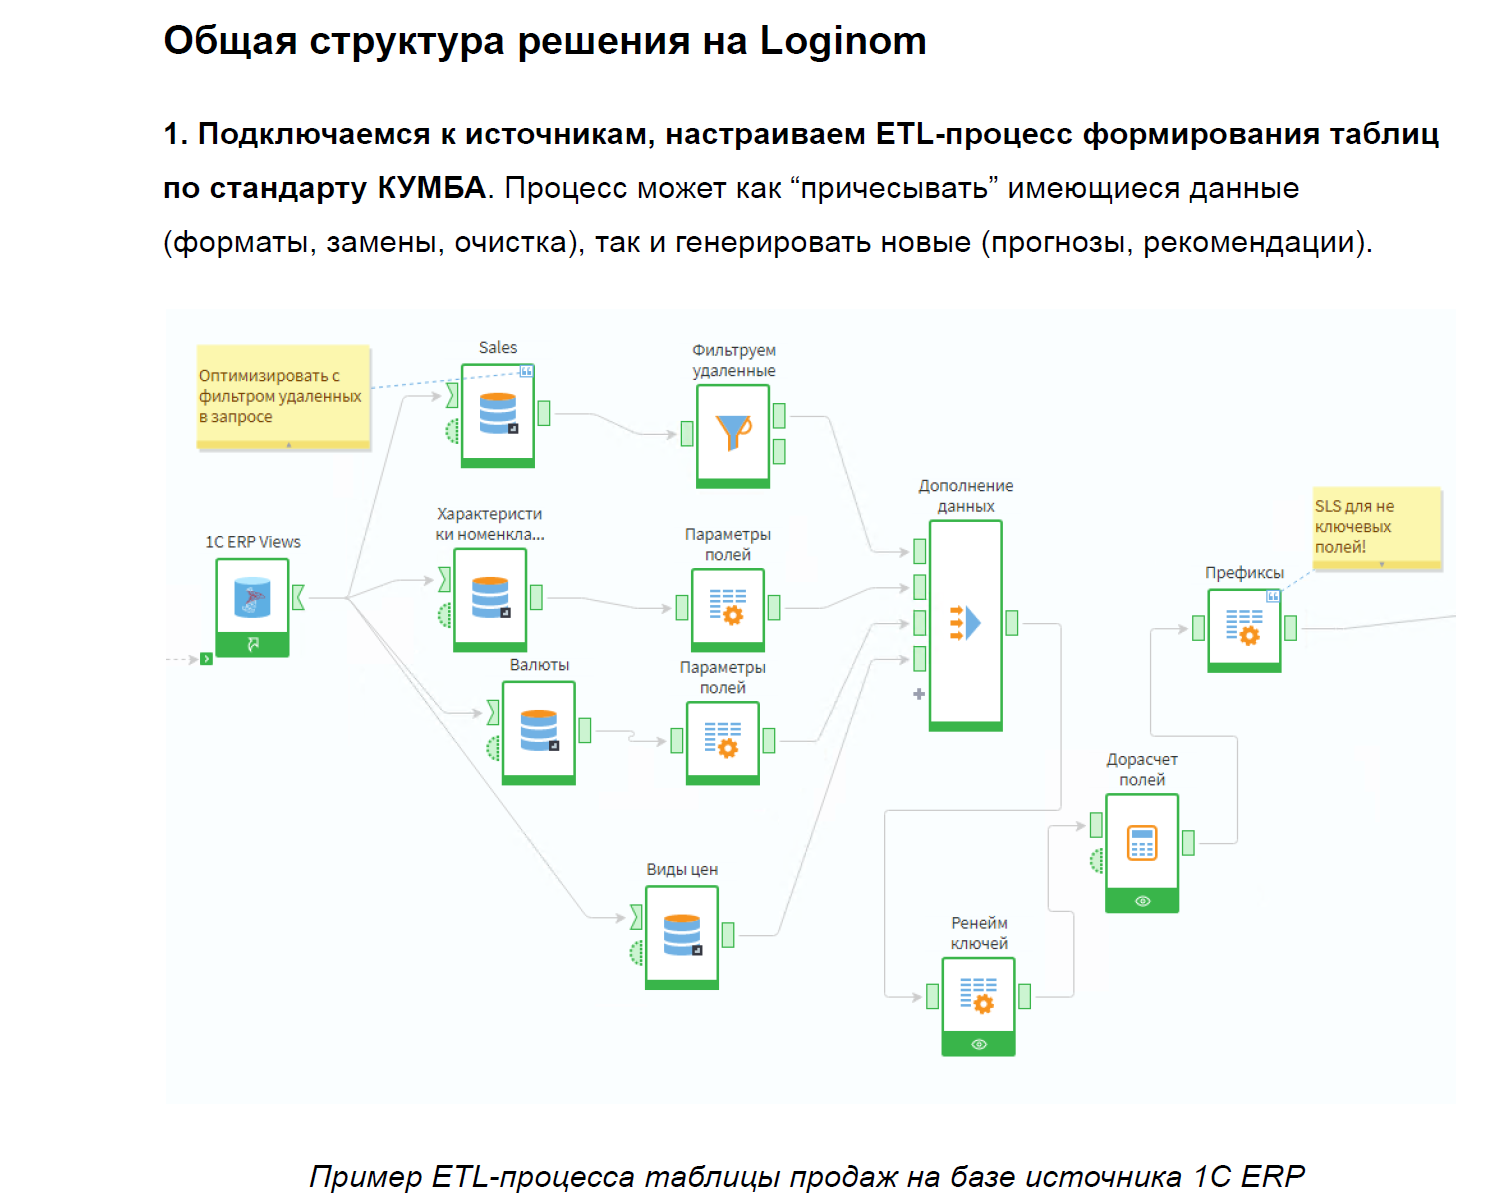 Общая структура решения на Loginom
1. Подключаемся к источникам, настраиваем ETL-процесс формирования таблиц
по стандарту КУМБА. Процесс может как “причесывать” имеющиеся данные
(форматы, замены, очистка), так и генерировать новые (прогнозы, рекомендации).
Оптимизировать с
фильтром удаленных
в запросе
Sales
Фильтруем
удаленные
1C ERP Views
Характеристи
ки номенкла...
Параметры
полей
Валюты
Параметры
полей
Виды цен
Дополнение
данных
Ренейм
ключей
Дорасчет
полей
Префиксы
SLS для не
ключевых
полей!
Пример ETL-процесса таблицы продаж на базе источника 1С ERP